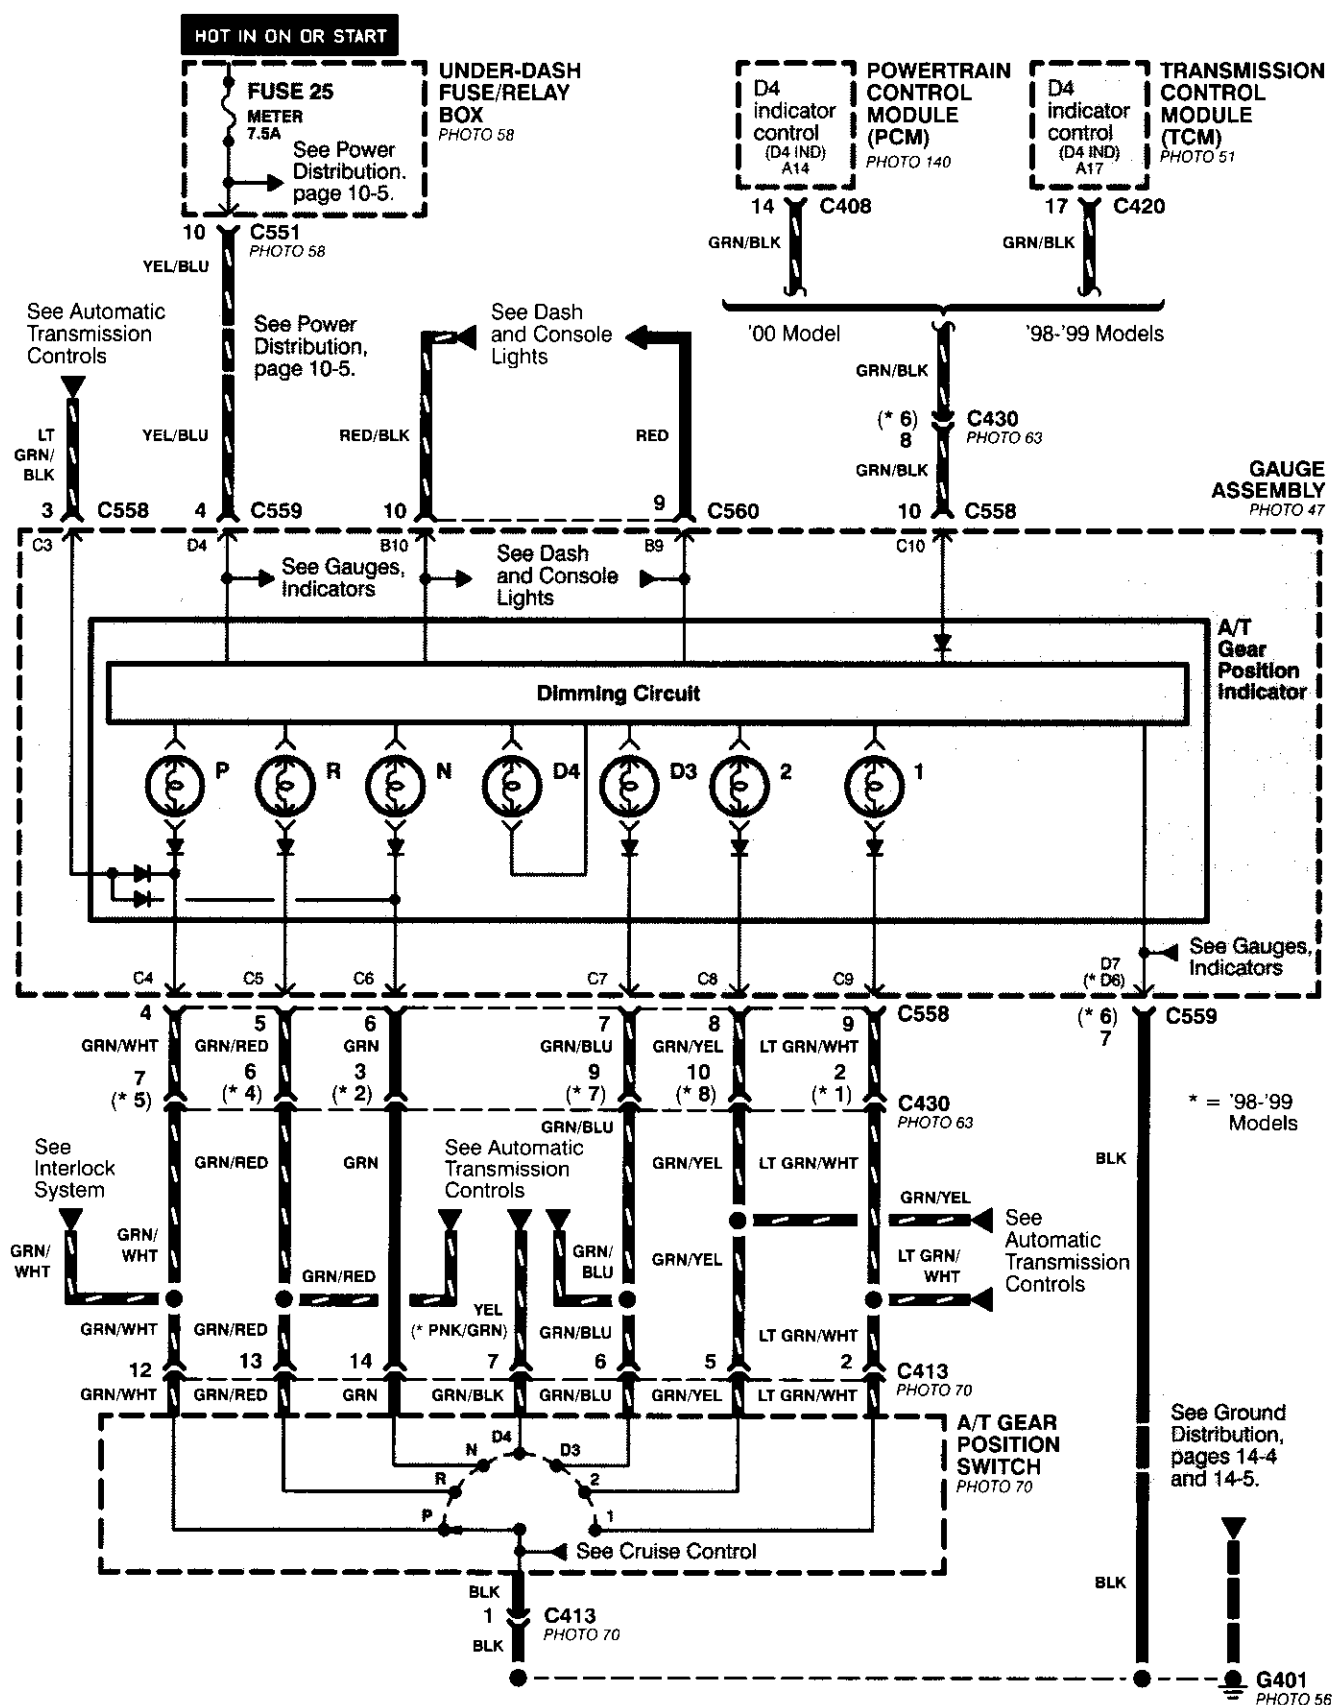 HOT IN ON OR START
FUSE 25
METER
7.5A
See Power
Distribution.
page 10-5.
UNDER-DASH
FUSE/RELAY
BOX
PHOTO 58
D4
indicator
control
(D4 IND)
A14
POWERTRAIN
CONTROL
MODULE
(PCM)
PHOTO 140
D4
indicator
control
(D4 IND)
A17
TRANSMISSION
CONTROL
MODULE
(TCM)
PHOTO 51
10 C551
PHOTO 58
14 C408
17 C420
YEL/BLU
GRN/BLK
GRN/BLK
See Automatic
Transmission
Controls
See Power
Distribution,
page 10-5.
See Dash
and Console
Lights
'00 Model
'98-'99 Models
GRN/BLK
(* 6)
8
C430
PHOTO 63
LT
GRN/
BLK
YEL/BLU
RED/BLK
RED
GRN/BLK
GAUGE
ASSEMBLY
PHOTO 47
3 C558 4 C559 10 9 C560 10 C558
C3 D4 B10 B9 C10
See Gauges,
Indicators
See Dash
and Console
Lights
A/T
Gear
Position
Indicator
Dimming Circuit
P R N D4 D3 2 1
See Gauges,
Indicators
C4 C5 C6 C7 C8 C9 D7
(* D6)
4 5 6 7 8 9 C558 (* 6)
7
C559
GRN/WHT GRN/RED GRN GRN/BLU GRN/YEL LT GRN/WHT
7 6 3 9 10 2
(* 5) (* 4) (* 2) (* 7) (* 8) (* 1) C430
PHOTO 63
* = '98-'99
Models
GRN/BLU
See
Interlock
System
GRN/RED GRN
See Automatic
Transmission
Controls
GRN/YEL LT GRN/WHT BLK
GRN/YEL
GRN/
WHT
GRN/
WHT
GRN/RED
GRN/
BLU
GRN/YEL
LT GRN/
WHT
See
Automatic
Transmission
Controls
YEL
(* PNK/GRN)
GRN/WHT GRN/RED GRN/BLU LT GRN/WHT
12 13 14 7 6 5 2 C413
PHOTO 70
GRN/WHT GRN/RED GRN GRN/BLK GRN/BLU GRN/YEL LT GRN/WHT
A/T GEAR
POSITION
SWITCH
PHOTO 70
P R N D4 D3 2 1
See Ground
Distribution,
pages 14-4
and 14-5.
See Cruise Control
BLK
1 C413
PHOTO 70
BLK
BLK
G401
PHOTO 56